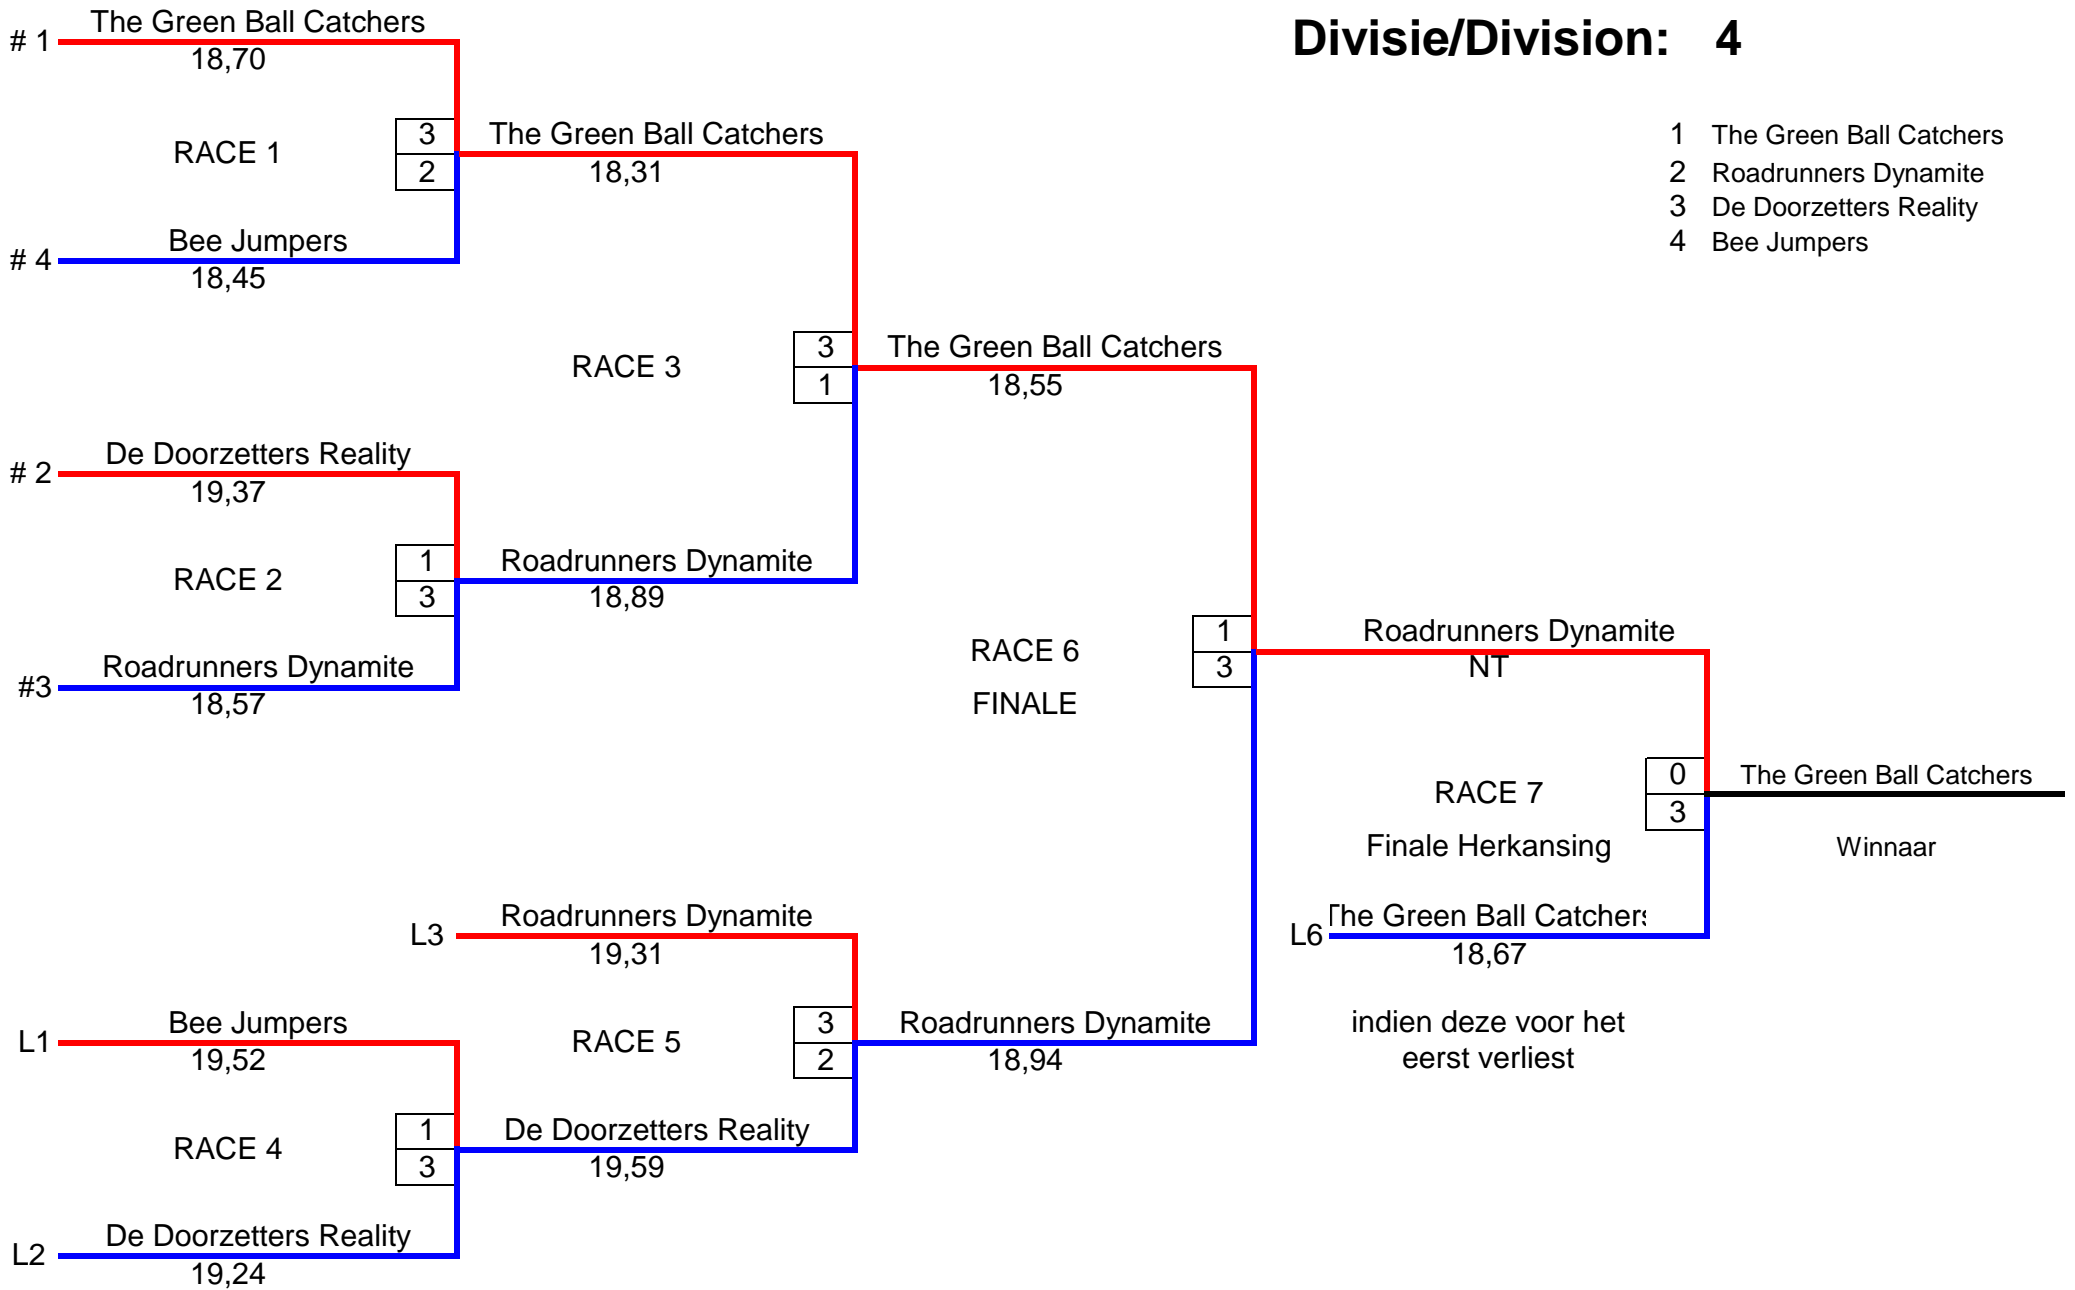 Divisie/Division: 4
1 The Green Ball Catchers
2 Roadrunners Dynamite
3 De Doorzetters Reality
4 Bee Jumpers
# 1 The Green Ball Catchers
18,70
RACE 1
3
2
# 4 Bee Jumpers
18,45
The Green Ball Catchers
18,31
RACE 3
3
1
# 2 De Doorzetters Reality
19,37
RACE 2
1
3
#3 Roadrunners Dynamite
18,57
Roadrunners Dynamite
18,89
The Green Ball Catchers
18,55
RACE 6
FINALE
1
3
Roadrunners Dynamite
NT
RACE 7
Finale Herkansing
0
3
The Green Ball Catchers
Winnaar
L6 The Green Ball Catchers
18,67
indien deze voor het
eerst verliest
L3 Roadrunners Dynamite
19,31
RACE 5
3
2
Roadrunners Dynamite
18,94
L1 Bee Jumpers
19,52
RACE 4
1
3
De Doorzetters Reality
19,59
L2 De Doorzetters Reality
19,24